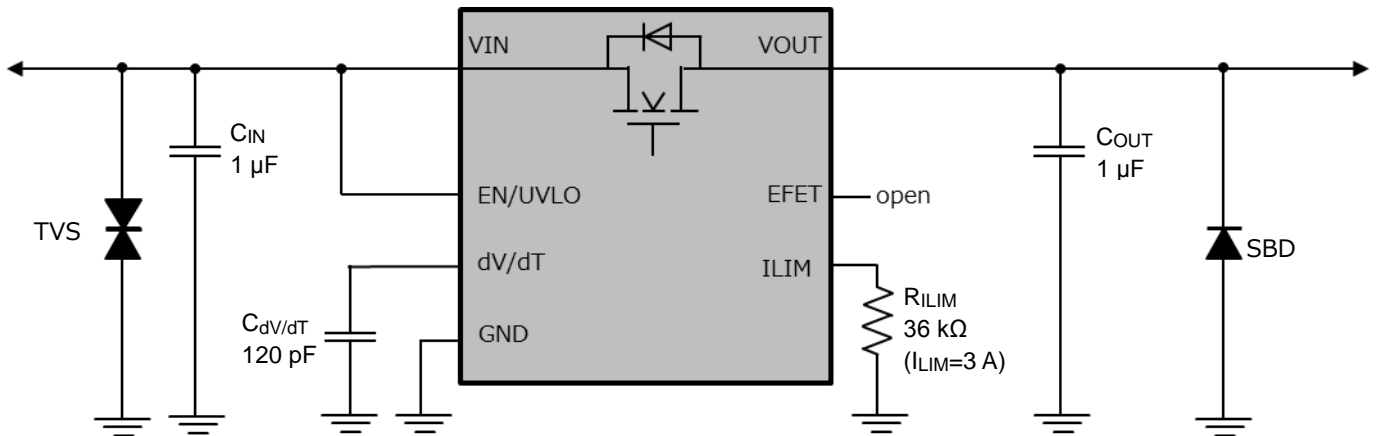 VIN
VOUT
CIN
1 µF
COUT
1 µF
EN/UVLO
EFET
open
TVS
SBD
dV/dT
ILIM
CdV/dT
120 pF
GND
RILIM
36 kΩ
(ILIM=3 A)